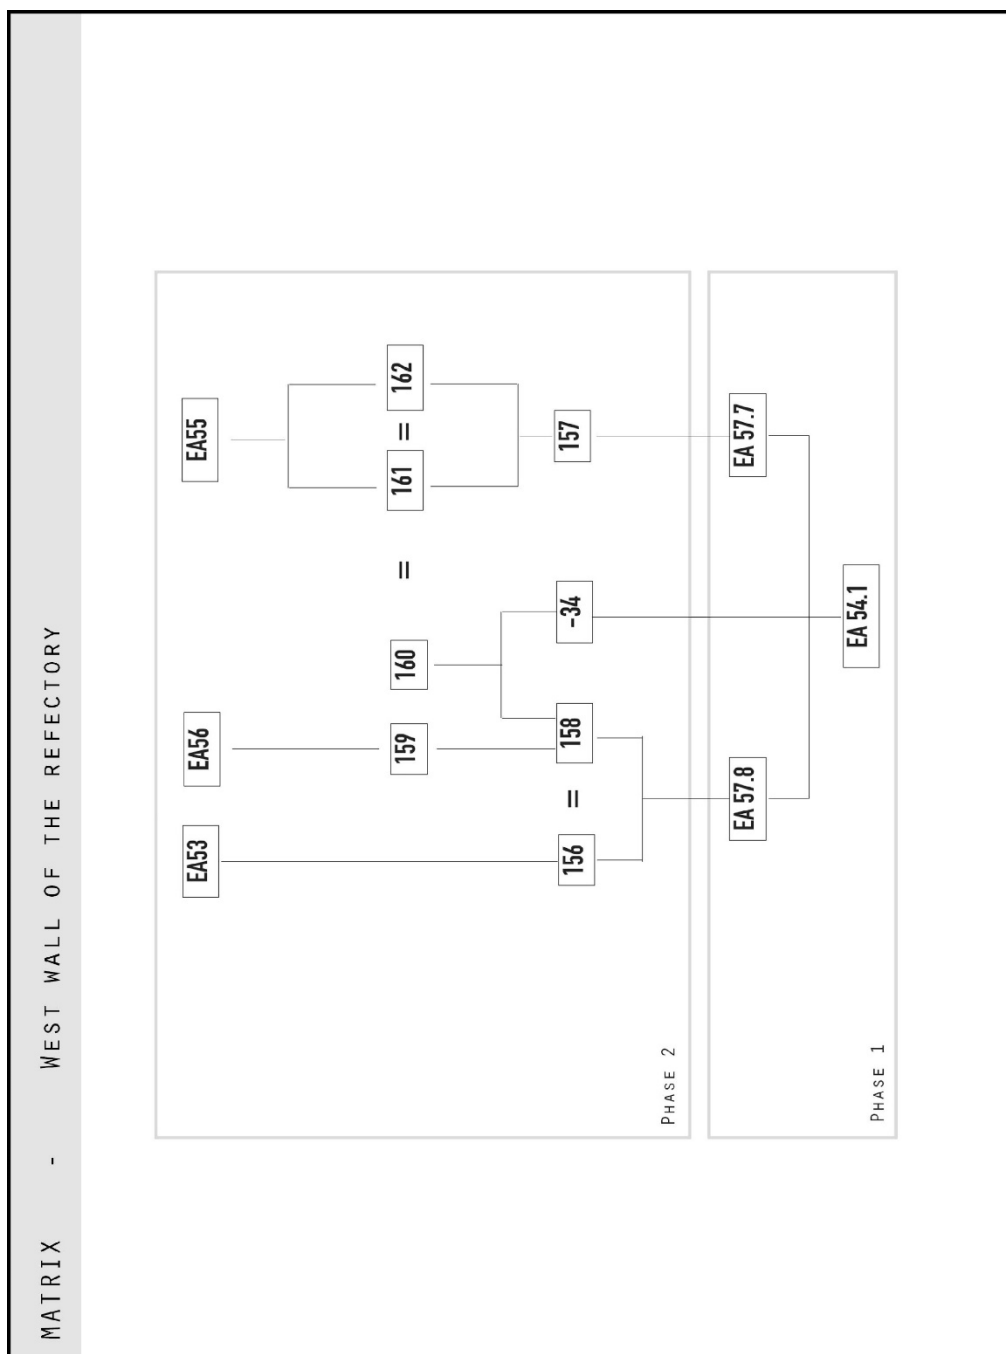 MATRIX - WEST WALL OF THE REFECTORY
EA53 EA56 EA55
159 160 = 161 = 162
156 = 158 -34 157
PHASE 2
EA 57.8 EA 57.7
EA 54.1
PHASE 1